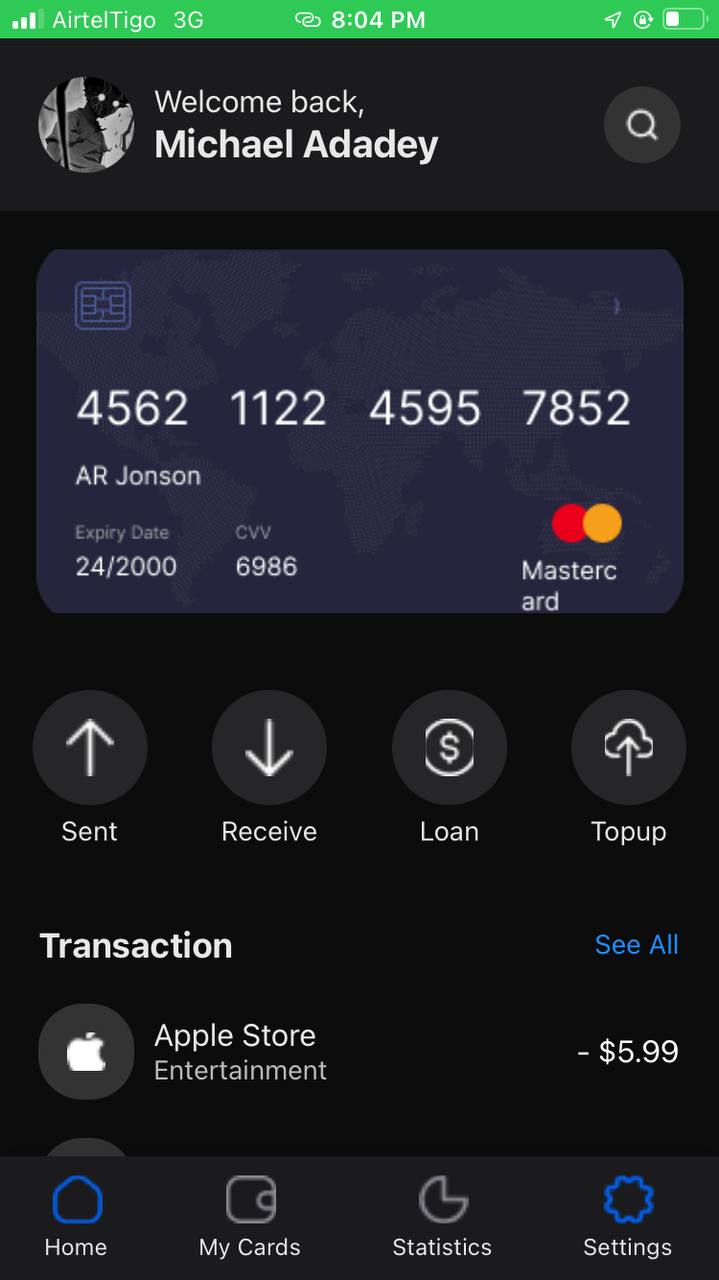 AirtelTigo 3G 8:04 PM
Welcome back,
Michael Adadey
4562 1122 4595 7852
AR Jonson
Expiry Date CVV
24/2000 6986
Masterc
ard
Sent Receive Loan Topup
Transaction See All
Apple Store
Entertainment
- $5.99
Home My Cards Statistics Settings